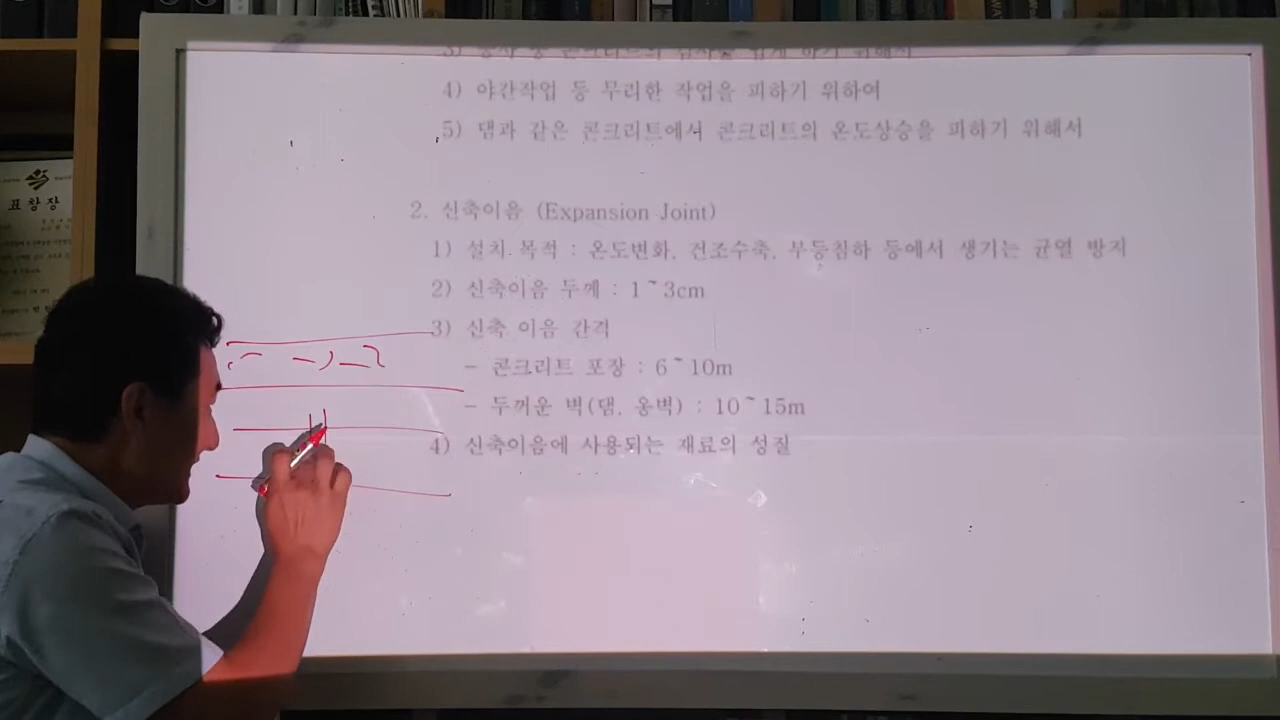 표창장
4) 야간작업 등 무리한 작업을 피하기 위하여
5) 댐과 같은 콘크리트에서 콘크리트의 온도상승을 피하기 위해서
2. 신축이음 (Expansion Joint)
1) 설치 목적 : 온도변화, 건조수축, 부등침하 등에서 생기는 균열 방지
2) 신축이음 두께 : 1~3cm
3) 신축 이음 간격
- 콘크리트 포장 : 6~10m
- 두꺼운 벽(댐, 옹벽) : 10~15m
4) 신축이음에 사용되는 재료의 성질